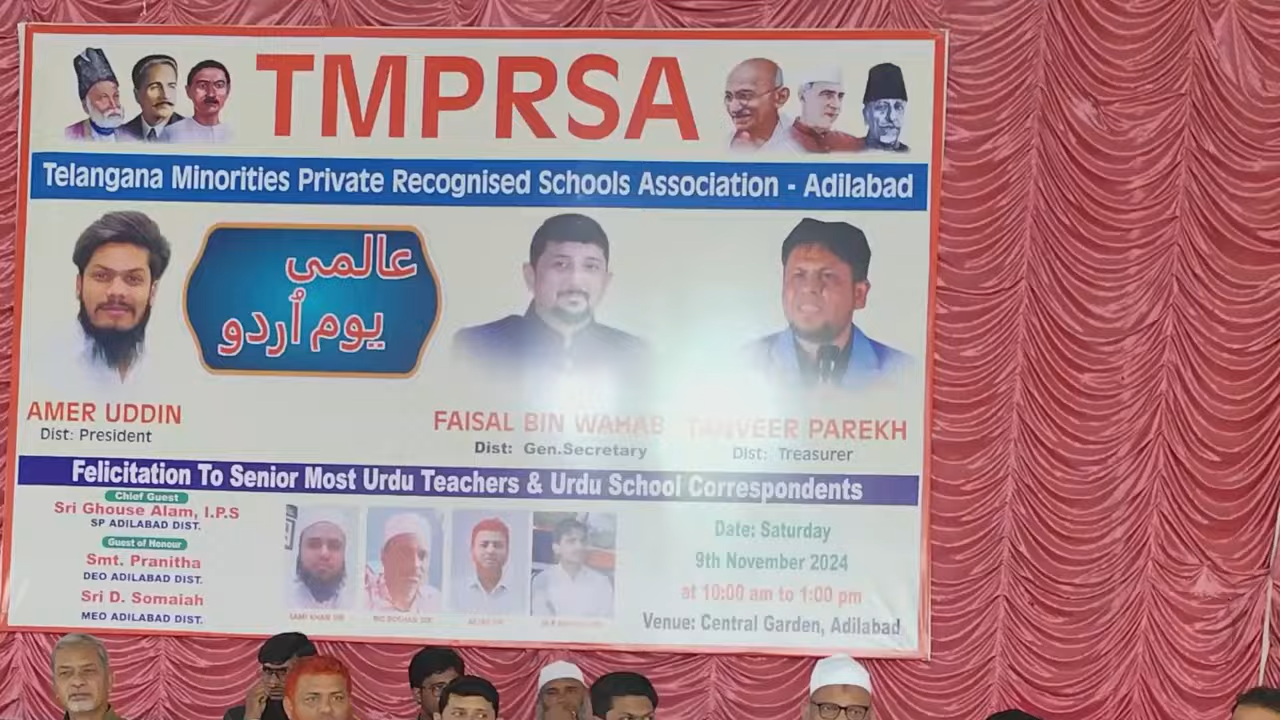 TMPRSA
Telangana Minorities Private Recognised Schools Association - Adilabad
عالمی
یوم اُردو
AMER UDDIN
Dist: President
FAISAL BIN WAHAB
Dist: Gen.Secretary
TANVEER PAREKH
Dist: Treasurer
Felicitation To Senior Most Urdu Teachers & Urdu School Correspondents
Chief Guest
Sri Ghouse Alam, I.P.S
SP ADILABAD DIST.
Guest of Honour
Smt. Pranitha
DEO ADILABAD DIST.
Sri D. Somaiah
MEO ADILABAD DIST.
SAMI KHAN SIR
Date: Saturday
9th November 2024
at 10:00 am to 1:00 pm
Venue: Central Garden, Adilabad